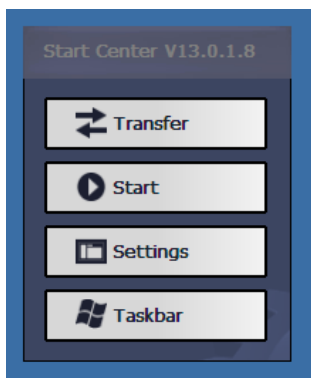 Start Center V13.0.1.8
Transfer
Start
Settings
Taskbar